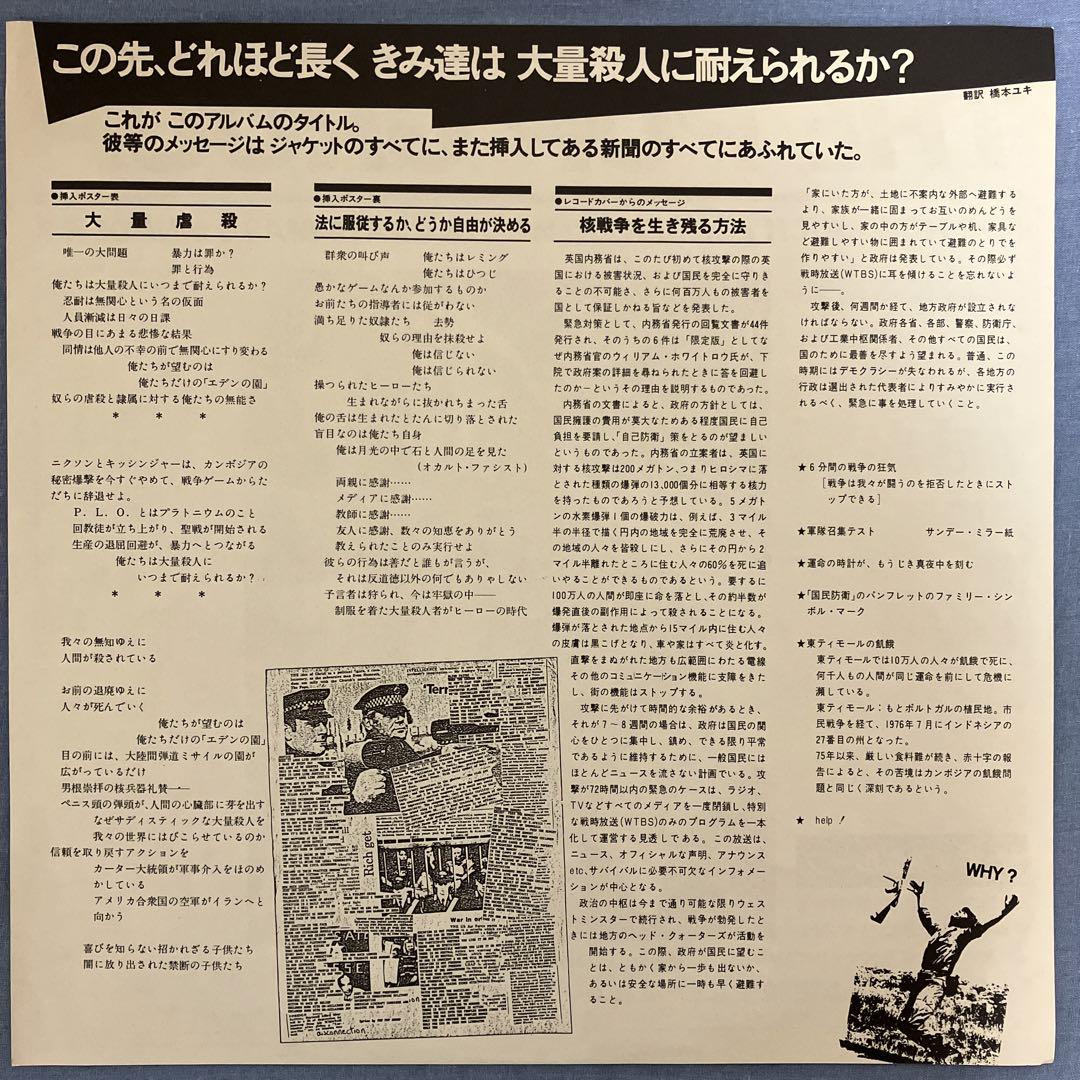 この先、どれほど長く きみ達は 大量殺人に耐えられるか?
翻訳 橋本ユキ
これが このアルバムのタイトル。
彼等のメッセージは ジャケットのすべてに、また挿入してある新聞のすべてにあふれていた。
●挿入ポスター表
大量虐殺
唯一の大問題 暴力は罪か?
罪と行為
俺たちは大量殺人にいつまで耐えられるか?
忍耐は無関心という名の仮面
人員漸減は日々の日課
戦争の目にあまる悲惨な結果
同情は他人の不幸の前で無関心にすり変わる
俺たちが望むのは
俺たちだけの「エデンの園」
奴らの虐殺と隷属に対する俺たちの無能さ
* * *
ニクソンとキッシンジャーは、カンボジアの
秘密爆撃を今すぐやめて、戦争ゲームからた
だちに辞退せよ。
P.L.O.とはプラトニウムのこと
回教徒が立ち上がり、聖戦が開始される
生産の退屈回避が、暴力へとつながる
俺たちは大量殺人に
いつまで耐えられるか?
* * *
我々の無知ゆえに
人間が殺されている
お前の退廃ゆえに
人々が死んでいく
俺たちが望むのは
俺たちだけの「エデンの園」
目の前には、大陸間弾道ミサイルの園が
広がっているだけ
男根崇拝の核兵器礼賛——
ペニス頭の弾頭が、人間の心臓部に芽を出す
なぜサディスティックな大量殺人を
我々の世界にはびこらせているのか
信頼を取り戻すアクションを
カーター大統領が軍事介入をほのめ
かしている
アメリカ合衆国の空軍がイランへと
向かう
喜びを知らない招かれざる子供たち
闇に放り出された禁断の子供たち
●挿入ポスター裏
法に服従するか、どうか自由が決める
群衆の叫び声 俺たちはレミング
俺たちはひつじ
愚かなゲームなんか参加するものか
お前たちの指導者には従がわない
満ち足りた奴隷たち 去勢
奴らの理由を抹殺せよ
俺は信じない
俺は信じられない
操つられたヒーローたち
生まれながらに抜かれちまった舌
俺の舌は生まれたとたんに切り落とされた
盲目なのは俺たち自身
俺は月光の中で石と人間の足を見た
(オカルト・ファシスト)
両親に感謝……
メディアに感謝……
教師に感謝……
友人に感謝、数々の知恵をありがとう
教えられたことのみ実行せよ
彼らの行為は善だと誰もが言うが、
それは反道徳以外の何でもありゃしない
予言者は狩られ、今は牢獄の中——
制服を着た大量殺人者がヒーローの時代
INTELLIGENCE
Terr
Rich get
War in
disconnection
●レコードカバーからのメッセージ
核戦争を生き残る方法
英国内務省は、このたび初めて核攻撃の際の英
国における被害状況、および国民を完全に守りき
ることの不可能さ、さらに何百万人もの被害者を
国として保証しかねる旨などを発表した。
緊急対策として、内務省発行の回覧文書が44件
発行され、そのうちの6件は「限定版」としてな
ぜ内務省官のウィリアム・ホワイトロウ氏が、下
院で政府案の詳細を尋ねられたときに答を回避し
たのか—らその理由を説明するものであった。
内務省の文書によると、政府の方針としては、
国民擁護の費用が莫大なためある程度国民に自己
負担を要請し、「自己防衛」策をとるのが望ましい
というものであった。内務省の立案者は、英国に
対する核攻撃は200メガトン、つまりヒロシマに落
とされた種類の爆弾の13,000個分に相等する核力
を持ったものであろうと予想している。5メガト
ンの水素爆弾1個の爆破力は、例えば、3マイル
半の半径で描く円内の地域を完全に荒廃させ、そ
の地域の人々を皆殺しにし、さらにその円から2
マイル半離れたところに住む人々の60%を死に追
いやることができるものであるという。要するに
100万人の人間が即座に命を落とし、その約半数が
爆発直後の副作用によって殺されることになる。
爆弾が落とされた地点から15マイル内に住む人々
の皮膚は黒こげとなり、車や家はすべて炎と化す。
直撃をまぬがれた地方も広範囲にわたる電線
その他のコミュニケーション機能に支障をきた
し、街の機能はストップする。
攻撃に先がけて時間的な余裕があるとき、
それが7〜8週間の場合は、政府は国民の関
心をひとつに集中し、鎮め、できる限り平常
であるように維持するために、一般国民には
ほとんどニュースを流さない計画でいる。攻
撃が72時間以内の緊急のケースは、ラジオ、
TVなどすべてのメディアを一度閉鎖し、特別
な戦時放送(WTBS)のみのプログラムを一本
化して運営する見透しである。この放送は、
ニュース、オフィシャルな声明、アナウンス
etc、サバイバルに必要不可欠なインフォメー
ションが中心となる。
政治の中枢は今まで通り可能な限りウェス
トミンスターで続行され、戦争が勃発したと
きには地方のヘッド・クォーターズが活動を
開始する。この際、政府が国民に望むこ
とは、ともかく家から一歩も出ないか、
あるいは安全な場所に一時も早く避難す
ること。
「家にいた方が、土地に不案内な外部へ避難する
より、家族が一緒に固まってお互いのめんどうを
見やすいし、家の中の方がテーブルや机、家具な
ど避難しやすい物に囲まれていて避難のとりでを
作りやすい」と政府は発表している。その際必ず
戦時放送(WTBS)に耳を傾けることを忘れないよ
うに——。
攻撃後、何週間か経て、地方政府が設立されな
ければならない。政府各省、各部、警察、防衛庁、
および工業中枢関係者、その他すべての国民は、
国のために最善を尽すよう望まれる。普通、この
時期にはデモクラシーが失なわれるが、各地方の
行政は選出された代表者によりすみやかに実行さ
れるべく、緊急に事を処理していくこと。
★6分間の戦争の狂気
[戦争は我々が闘うのを拒否したときにスト
ップできる]
★軍隊召集テスト サンデー・ミラー紙
★運命の時計が、もうじき真夜中を刻む
★「国民防衛」のパンフレットのファミリー・シン
ボル・マーク
★東ティモールの飢餓
東ティモールでは10万人の人々が飢餓で死に、
何千人もの人間が同じ運命を前にして危機に
瀕している。
東ティモール:もとポルトガルの植民地。市
民戦争を経て、1976年7月にインドネシアの
27番目の州となった。
75年以来、厳しい食料難が続き、赤十字の報
告によると、その苦境はカンボジアの飢餓問
題と同じく深刻であるという。
★ help!
WHY?